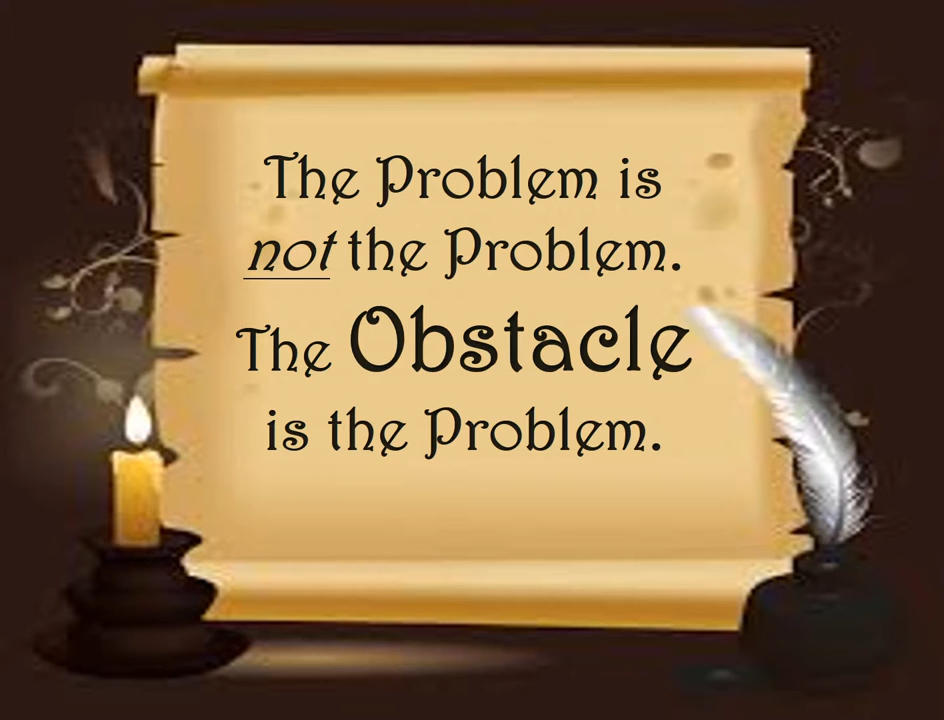 The Problem is
not the Problem.
The Obstacle
is the Problem.